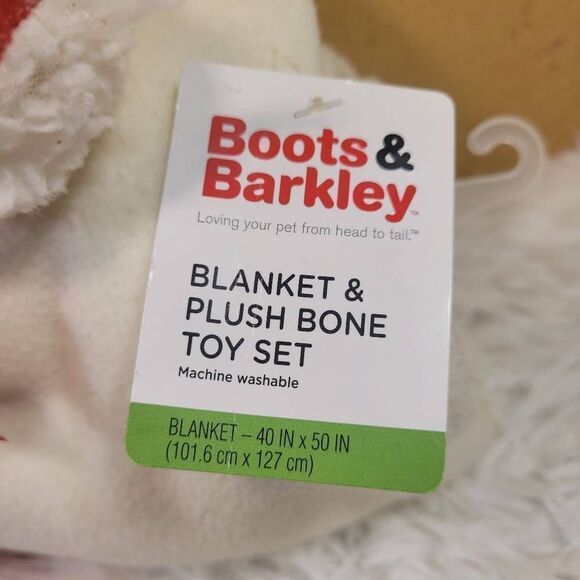 Boots &
Barkley™
Loving your pet from head to tail.™
BLANKET &
PLUSH BONE
TOY SET
Machine washable
BLANKET – 40 IN x 50 IN
(101.6 cm x 127 cm)